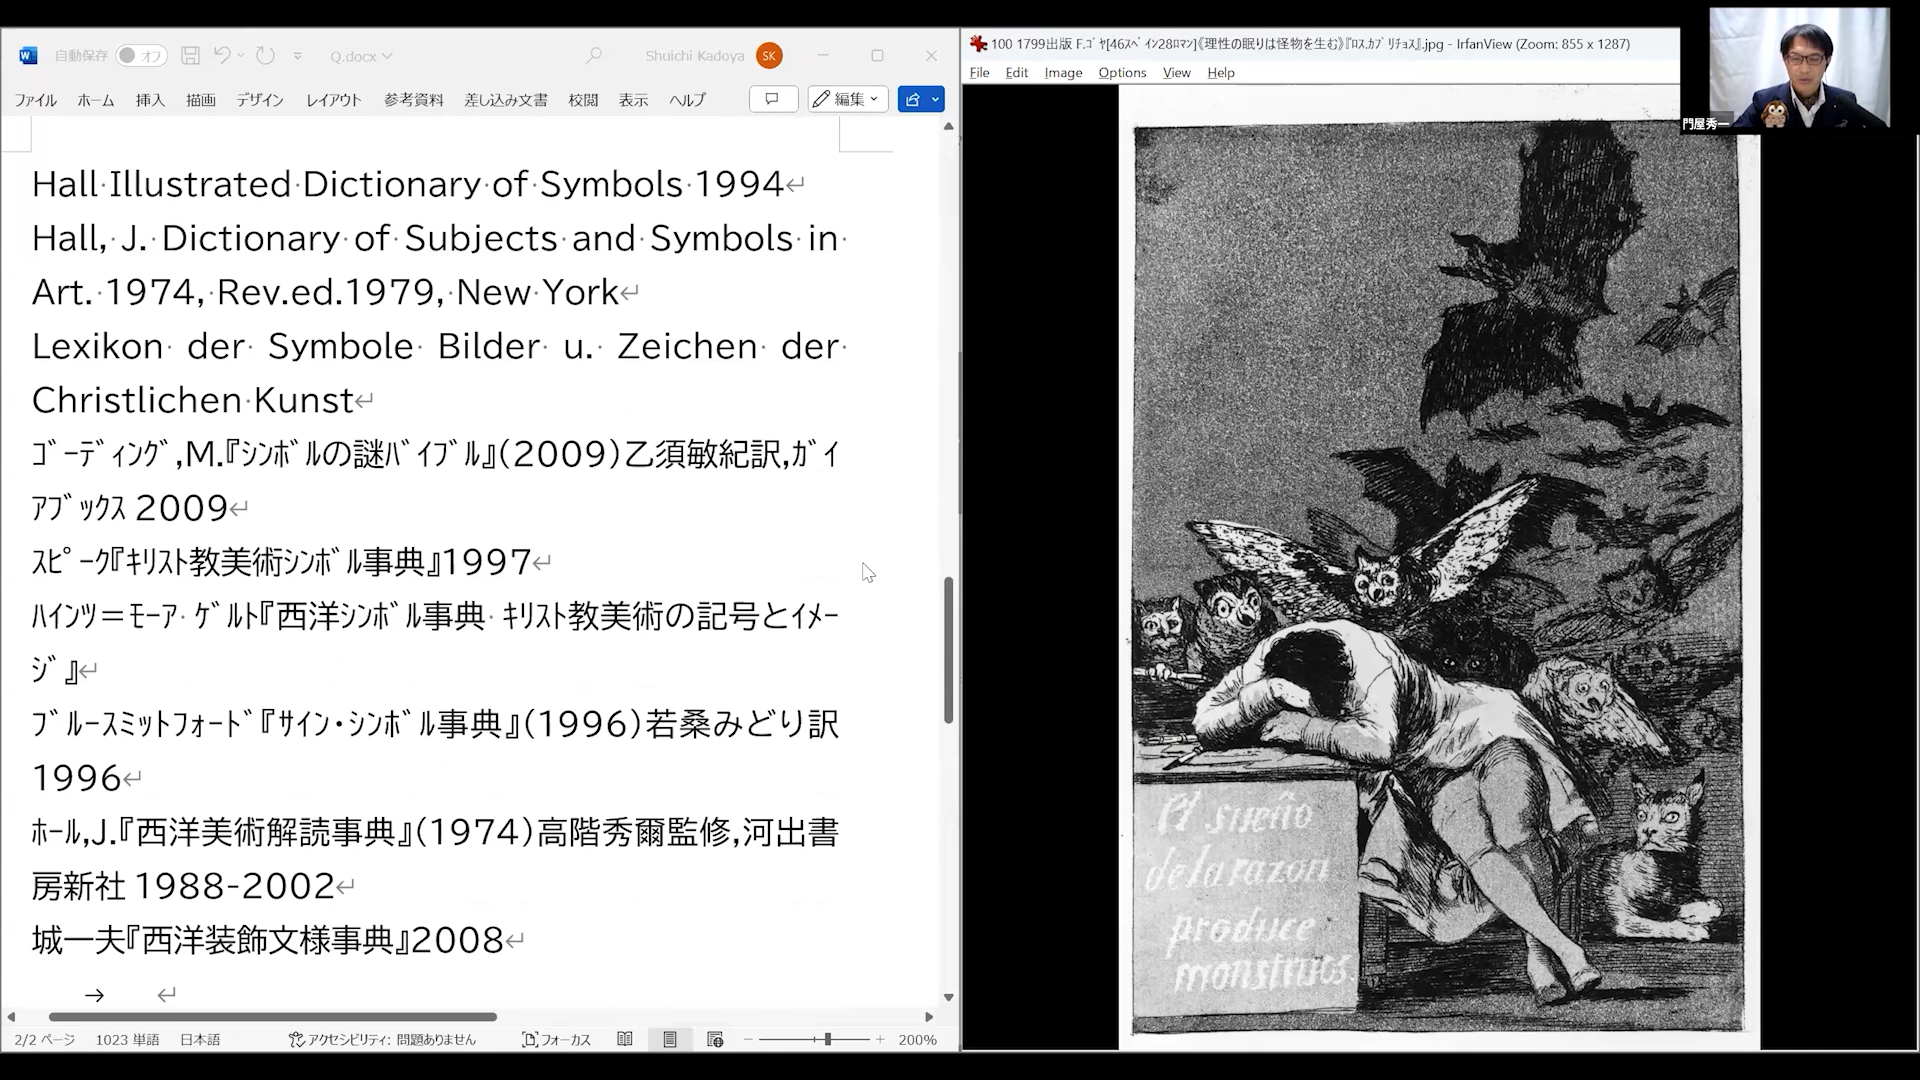 自動保存 オフ Q.docx Shuichi Kadoya SK
ファイル ホーム 挿入 描画 デザイン レイアウト 参考資料 差し込み文書 校閲 表示 ヘルプ 編集
Hall Illustrated Dictionary of Symbols 1994
Hall, J. Dictionary of Subjects and Symbols in
Art. 1974, Rev.ed.1979, New York
Lexikon der Symbole Bilder u. Zeichen der
Christlichen Kunst
ｺﾞｰﾃﾞｨﾝｸﾞ,M.『ｼﾝﾎﾞﾙの謎ﾊﾞｲﾌﾞﾙ』(2009)乙須敏紀訳,ｶﾞｲ
ｱﾌﾞｯｸｽ 2009
ｽﾋﾟｰｸ『ｷﾘｽﾄ教美術ｼﾝﾎﾞﾙ事典』1997
ﾊｲﾝﾂ＝ﾓｰｱ ｹﾞﾙﾄ『西洋ｼﾝﾎﾞﾙ事典 ｷﾘｽﾄ教美術の記号とｲﾒｰ
ｼﾞ』
ﾌﾞﾙｰｽﾐｯﾄﾌｫｰﾄﾞ『ｻｲﾝ・ｼﾝﾎﾞﾙ事典』(1996)若桑みどり訳
1996
ﾎｰﾙ,J.『西洋美術解読事典』(1974)高階秀爾監修,河出書
房新社 1988-2002
城一夫『西洋装飾文様事典』2008
2/2 ページ 1023 単語 日本語 アクセシビリティ: 問題ありません フォーカス 200%
100 1799出版 F.ｺﾞﾔ[46ｽﾍﾟｲﾝ28ﾛﾏﾝ]《理性の眠りは怪物を生む》『ﾛｽ.ｶﾌﾟﾘﾁｮｽ』.jpg - IrfanView (Zoom: 855 x 1287)
File Edit Image Options View Help
El sueño
de la razon
produce
monstruos.
門屋秀一